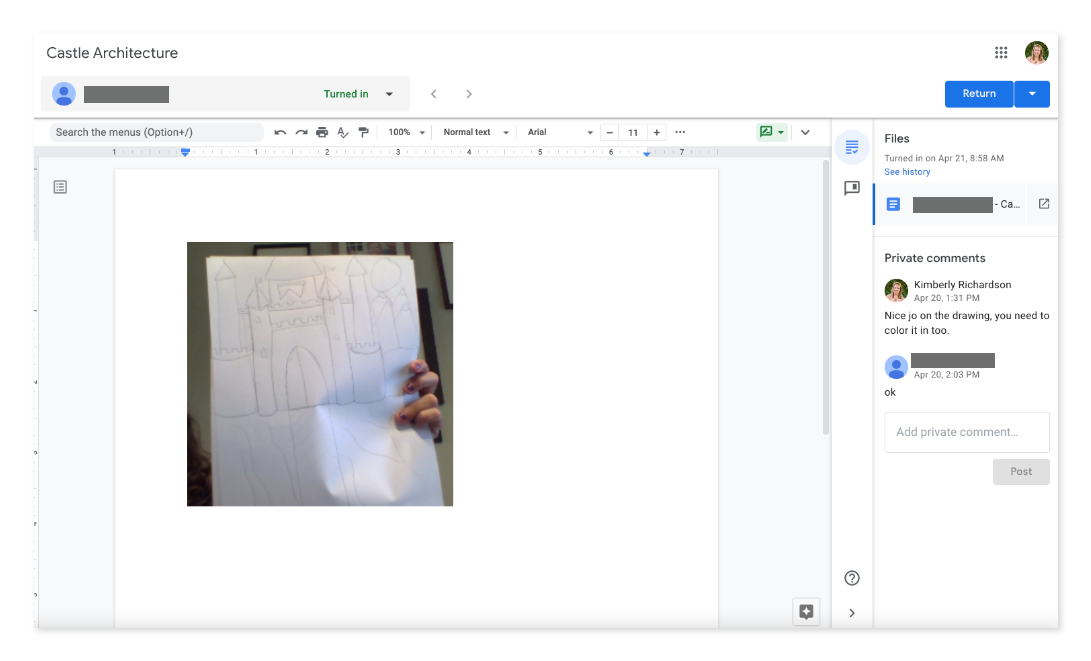 Castle Architecture
Turned in
Return
Search the menus (Option+/)
100%
Normal text
Arial
11
1 1 2 3 4 5 6 7
Files
Turned in on Apr 21, 8:58 AM
See history
- Ca...
Private comments
Kimberly Richardson
Apr 20, 1:31 PM
Nice jo on the drawing, you need to
color it in too.
Apr 20, 2:03 PM
ok
Add private comment...
Post